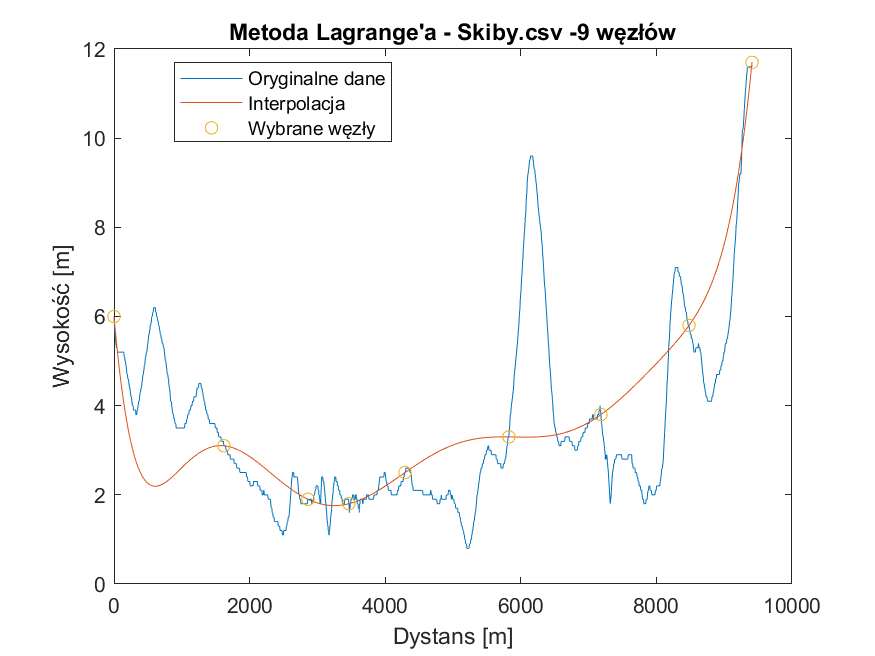 Metoda Lagrange'a - Skiby.csv -9 węzłów
Oryginalne dane
Interpolacja
Wybrane węzły
Wysokość [m]
12
10
8
6
4
2
0
0 2000 4000 6000 8000 10000
Dystans [m]